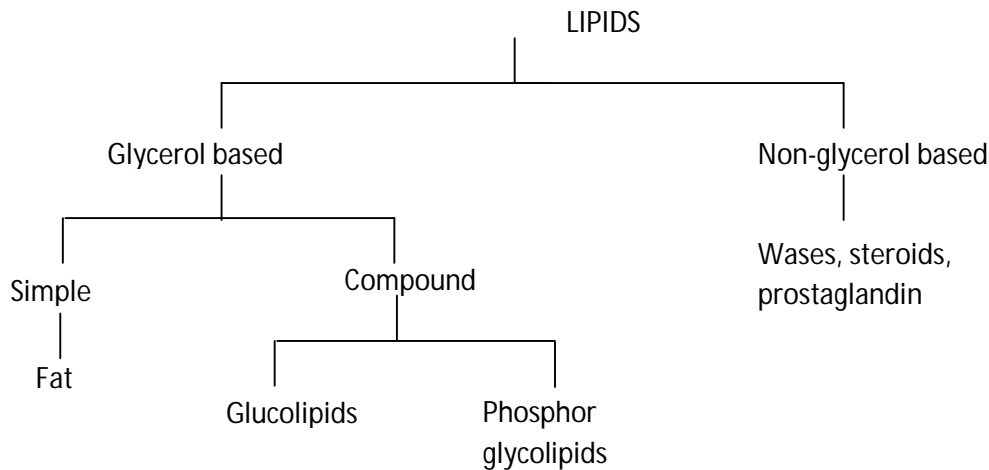 LIPIDS
Glycerol based
Non-glycerol based
Simple
Compound
Wases, steroids,
prostaglandin
Fat
Glucolipids
Phosphor
glycolipids